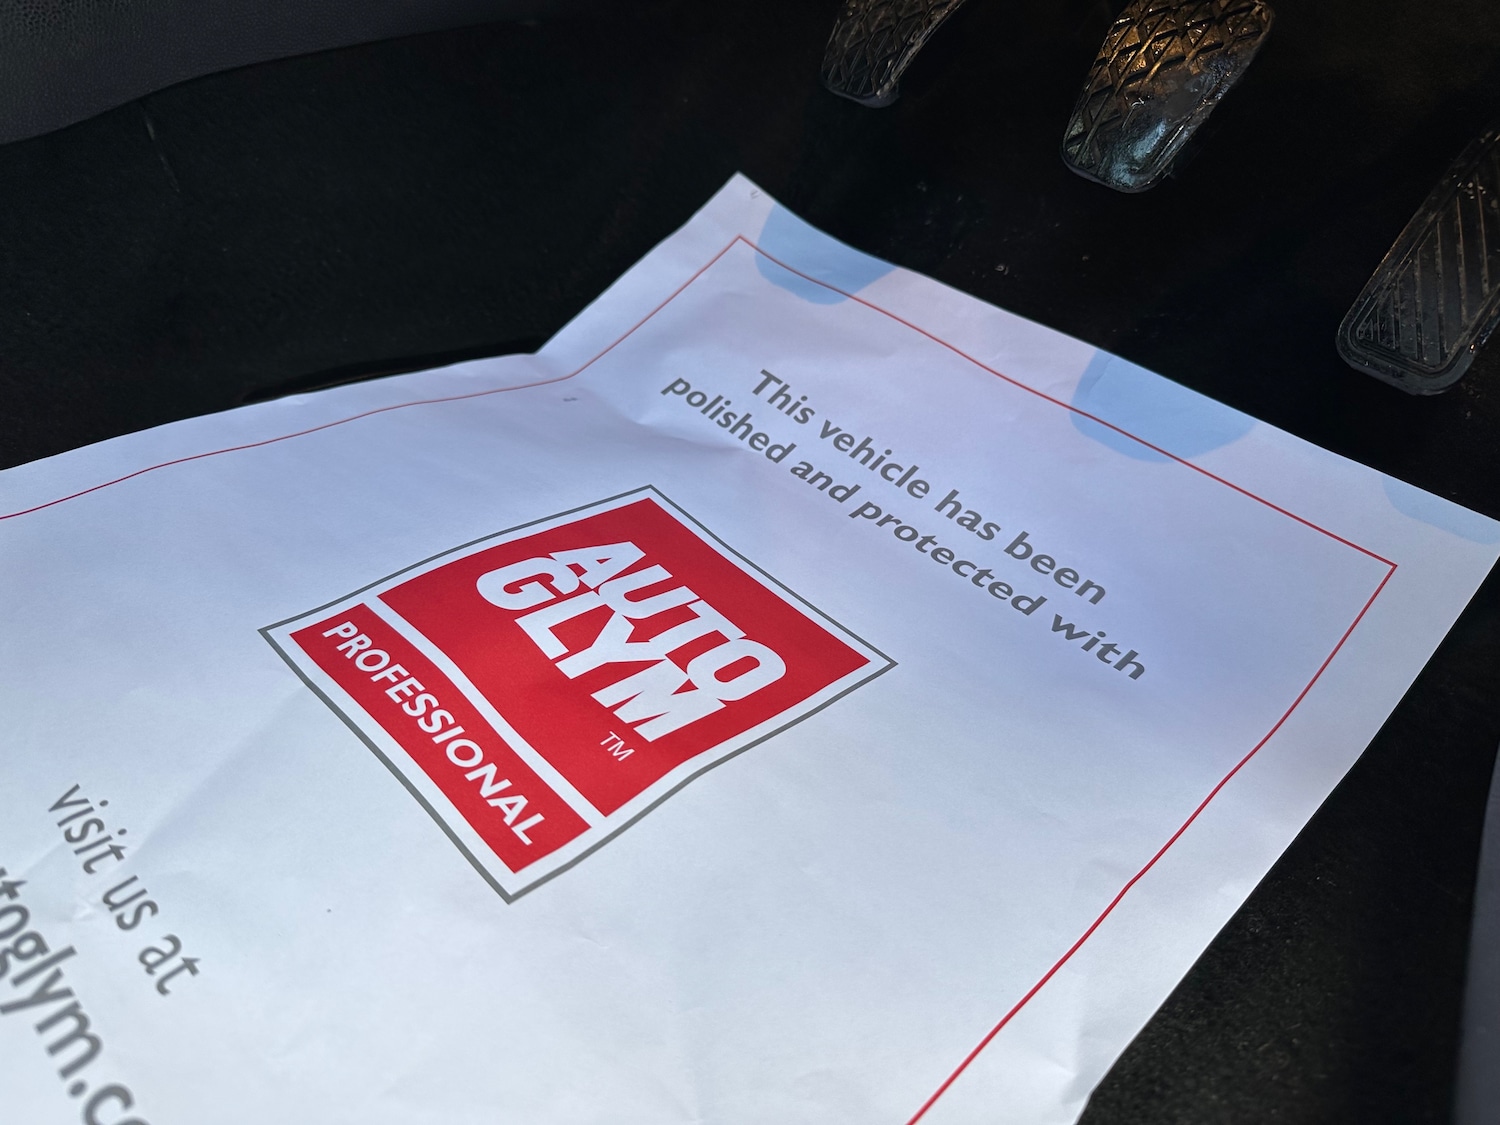 This vehicle has been
polished and protected with
AUTO
GLYM
TM
PROFESSIONAL
visit us at